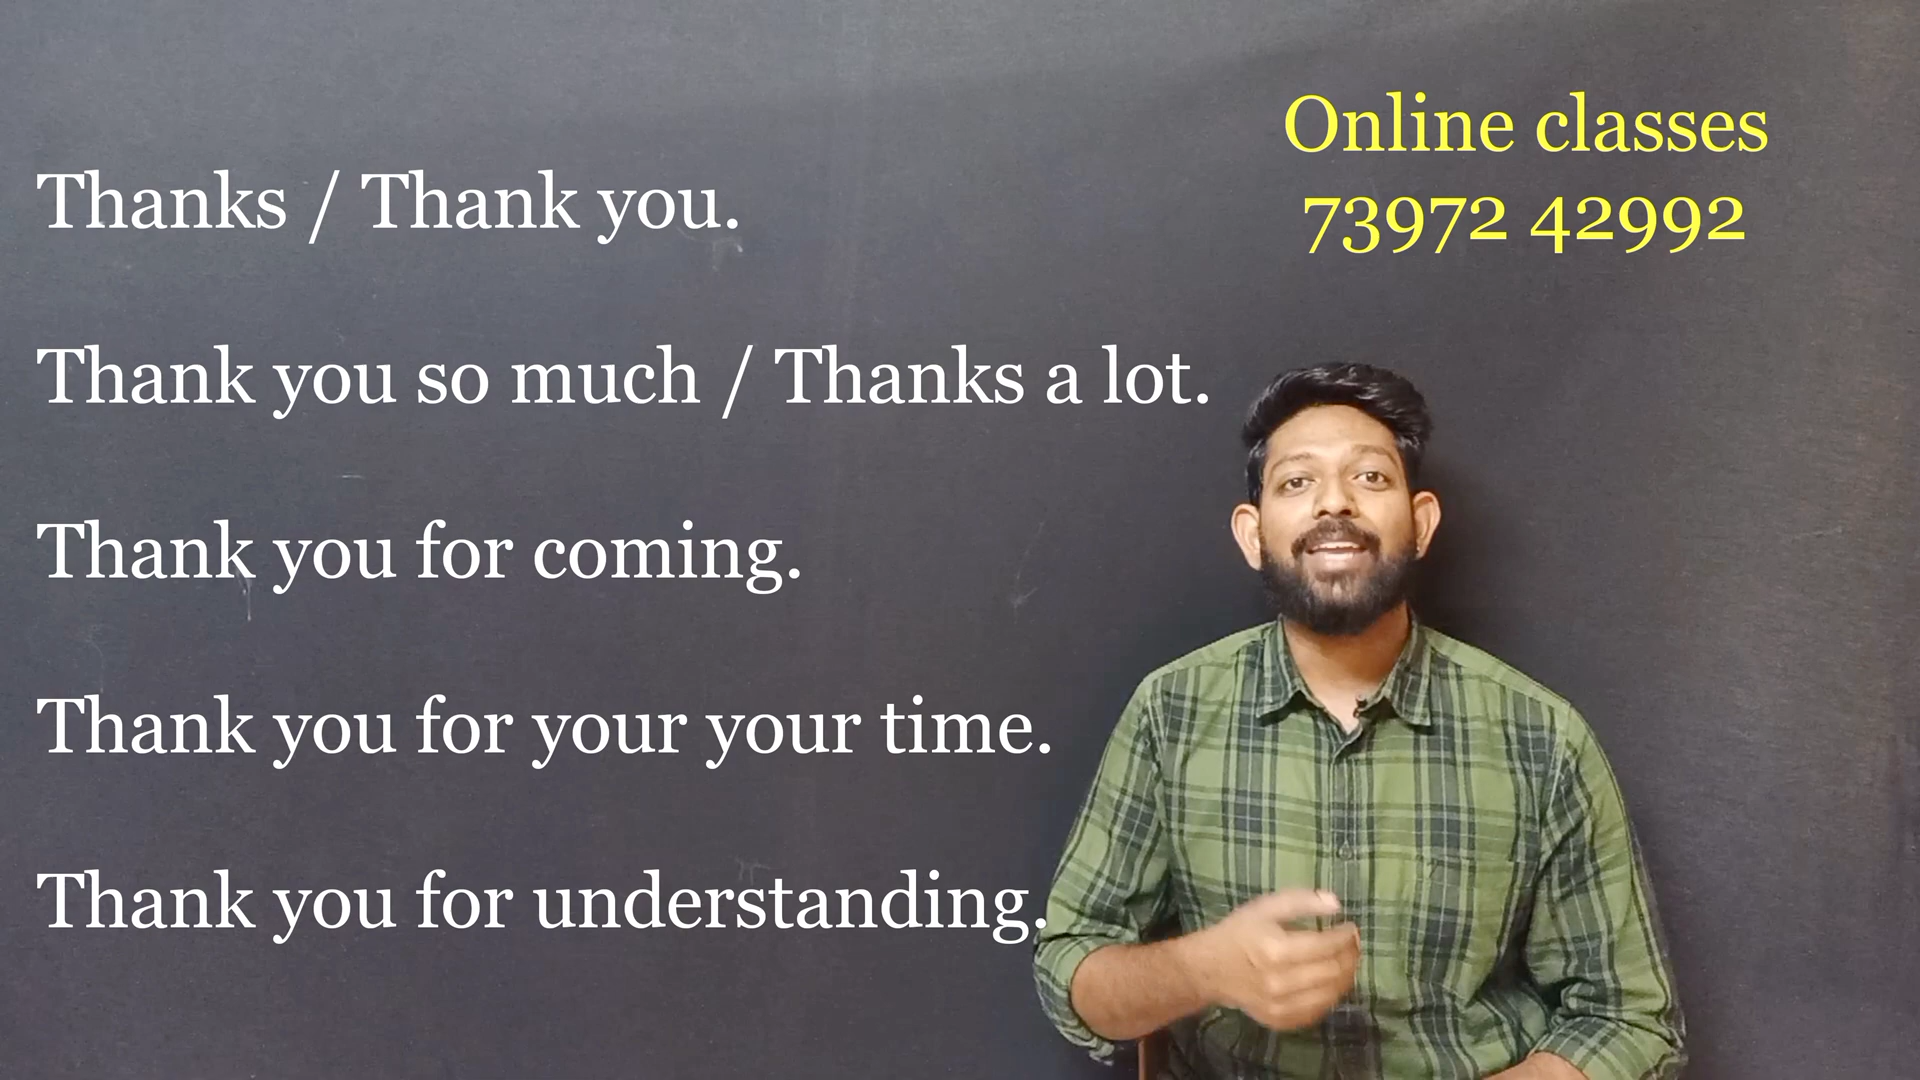 Online classes
73972 42992
Thanks / Thank you.
Thank you so much / Thanks a lot.
Thank you for coming.
Thank you for your your time.
Thank you for understanding.